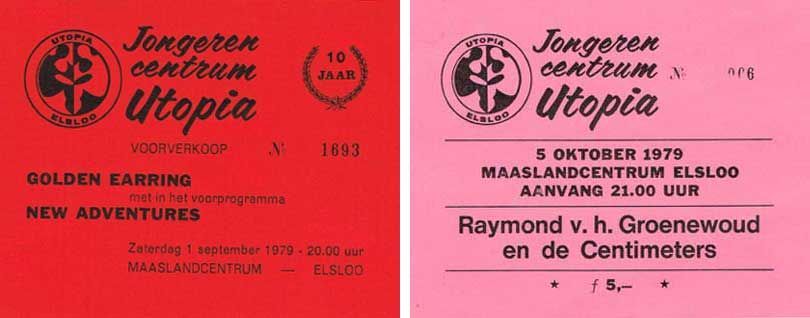 UTOPIA
ELSLOO
Jongeren
centrum
Utopia
10
JAAR
VOORVERKOOP № 1693
GOLDEN EARRING
met in het voorprogramma
NEW ADVENTURES
Zaterdag 1 september 1979 - 20.00 uur
MAASLANDCENTRUM — ELSLOO
UTOPIA
ELSLOO
Jongeren
centrum
Utopia
№ 006
5 OKTOBER 1979
MAASLANDCENTRUM ELSLOO
AANVANG 21.00 UUR
Raymond v. h. Groenewoud
en de Centimeters
★ ƒ 5,— ★